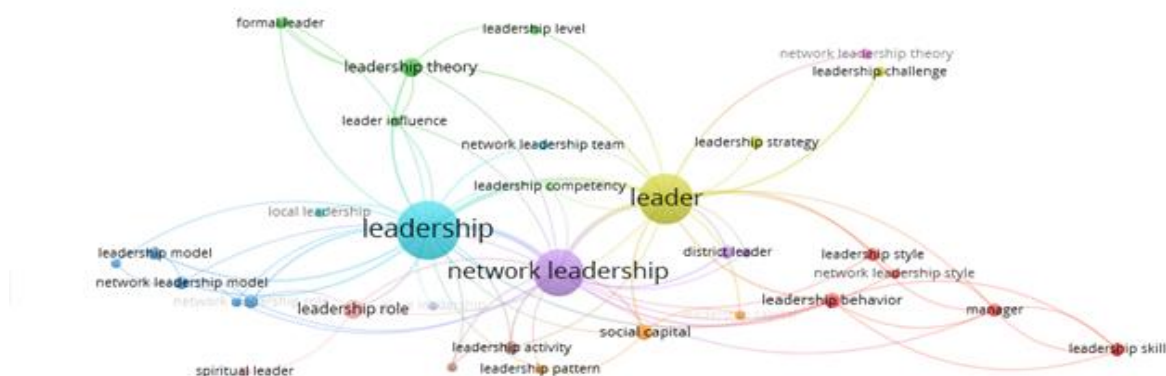 formal leader
leadership level
network leadership theory
leadership theory
leadership challenge
leader influence
network leadership team
leadership strategy
leadership competency
leader
local leadership
leadership
leadership model
district leader
leadership style
network leadership
network leadership style
network leadership model
leadership behavior
leadership role
manager
social capital
leadership activity
leadership skill
leadership pattern
spiritual leader